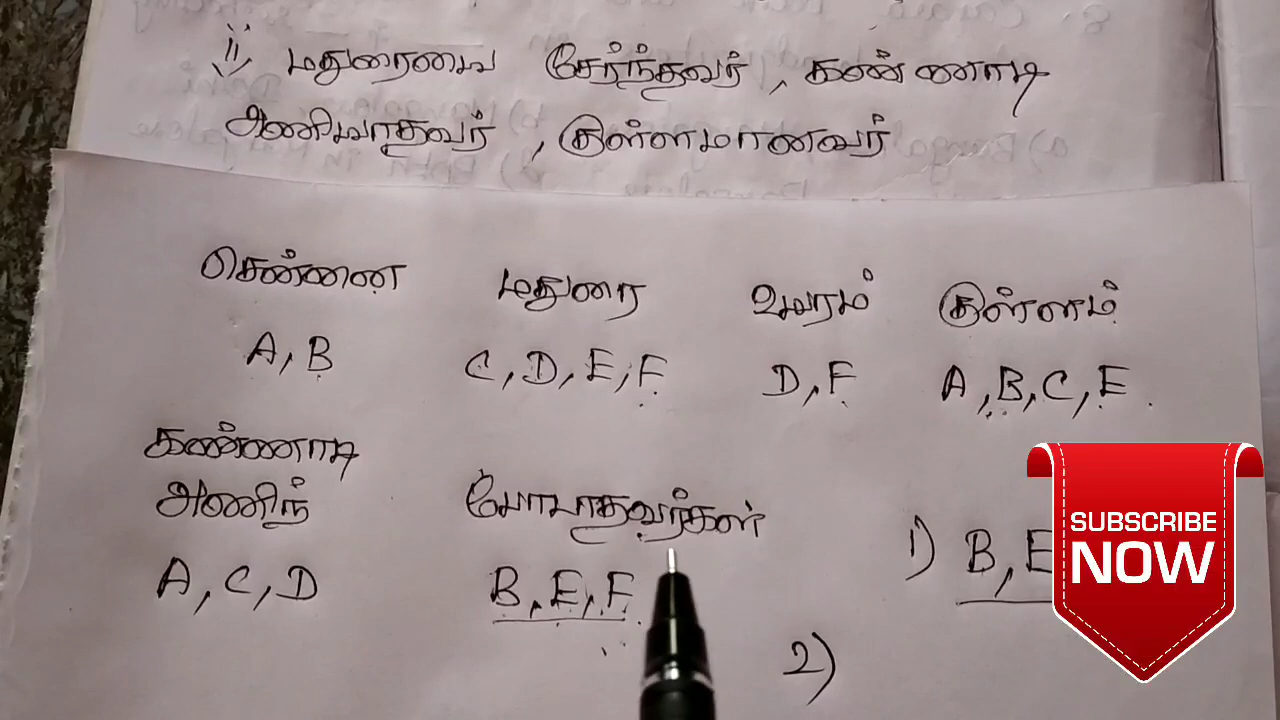 ii) மதுரையை சேர்ந்தவர் , கண்ணாடி
அணியாதவர் , குள்ளமானவர்
சென்னை மதுரை உயரம் குள்ளம்
A, B C, D, E, F D, F A, B, C, E
கண்ணாடி
அணிந் போடாதவர்கள்
A, C, D B, E, F
1) B, E
2)
SUBSCRIBE
NOW